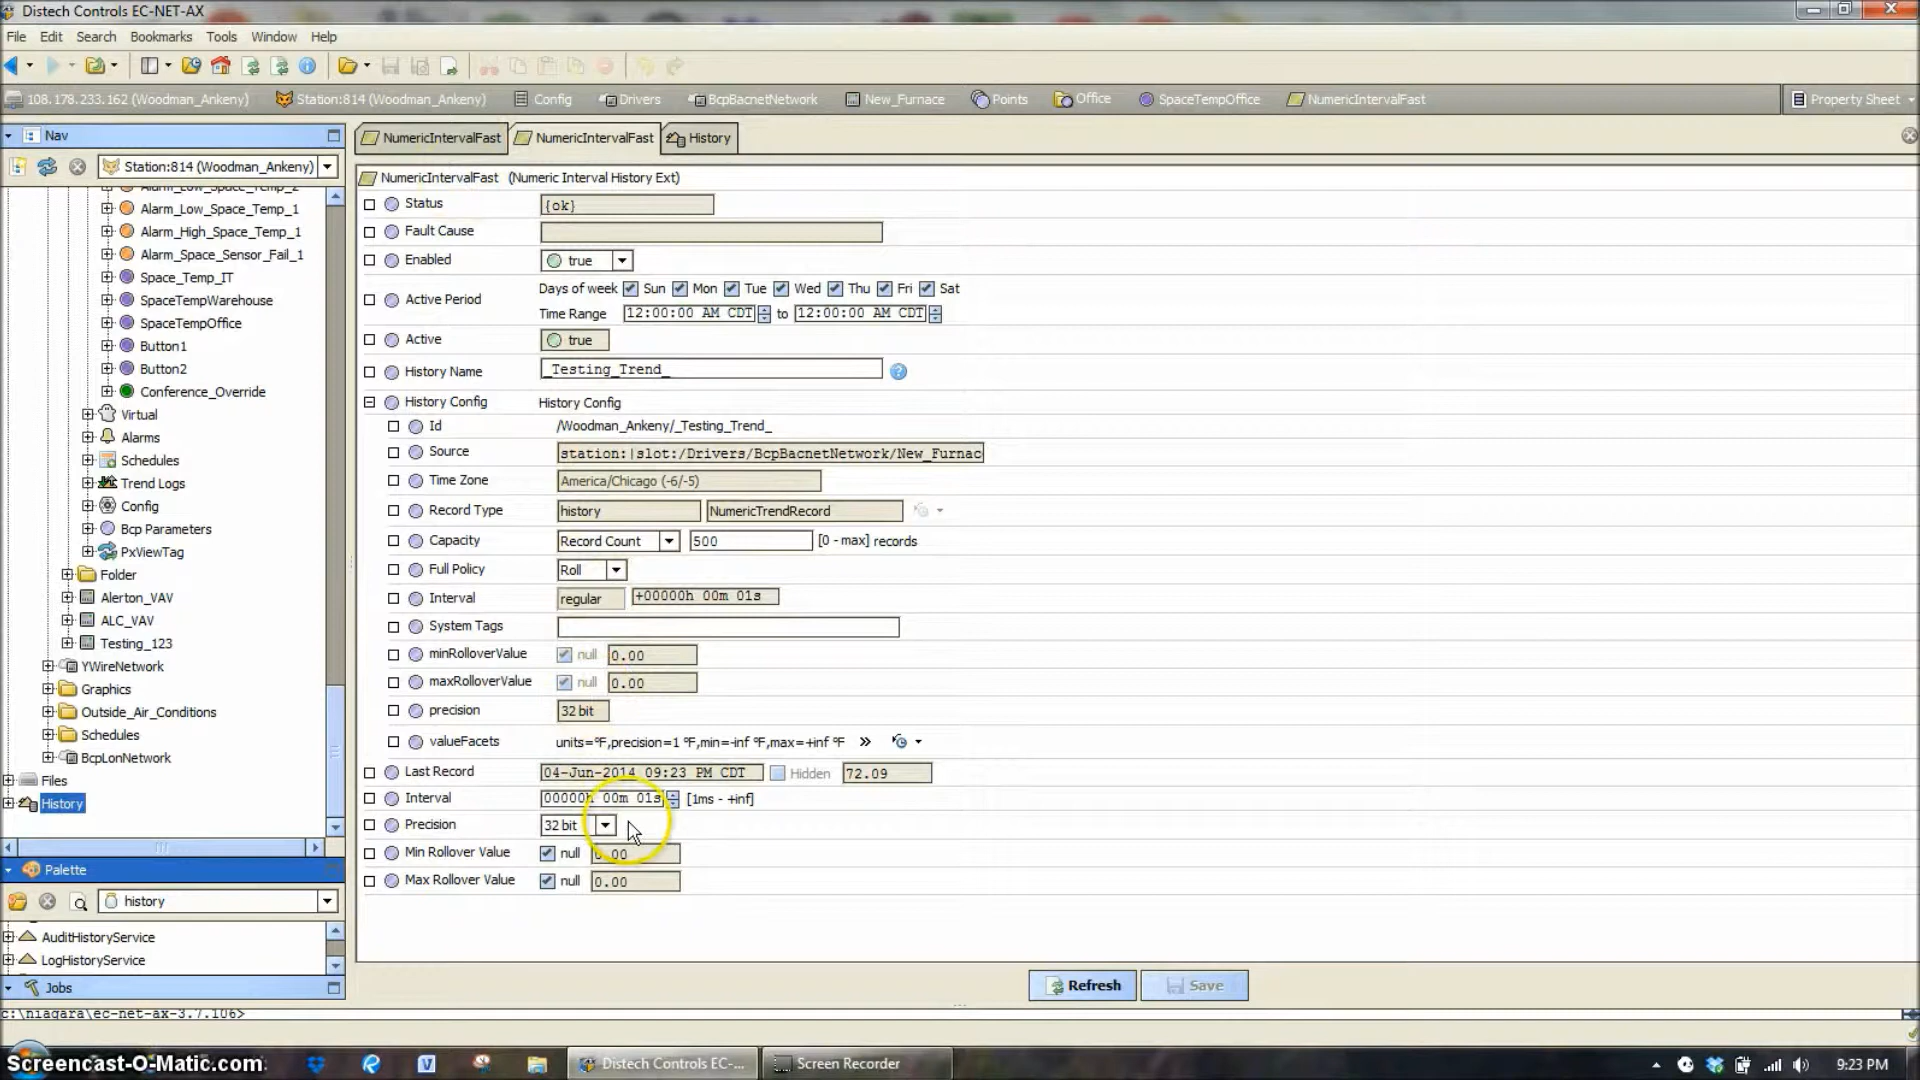 Distech Controls EC-NET-AX
File Edit Search Bookmarks Tools Window Help
108.178.233.162 (Woodman_Ankeny) Station:814 (Woodman_Ankeny) Config Drivers BcpBacnetNetwork New_Furnace Points Office SpaceTempOffice NumericIntervalFast Property Sheet
Nav
Station:814 (Woodman_Ankeny)
Alarm_Low_Space_Temp_2
Alarm_Low_Space_Temp_1
Alarm_High_Space_Temp_1
Alarm_Space_Sensor_Fail_1
Space_Temp_IT
SpaceTempWarehouse
SpaceTempOffice
Button1
Button2
Conference_Override
Virtual
Alarms
Schedules
Trend Logs
Config
Bcp Parameters
PxViewTag
Folder
Alerton_VAV
ALC_VAV
Testing_123
YWireNetwork
Graphics
Outside_Air_Conditions
Schedules
BcpLonNetwork
Files
History
Palette
history
AuditHistoryService
LogHistoryService
Jobs
NumericIntervalFast NumericIntervalFast History
NumericIntervalFast (Numeric Interval History Ext)
Status {ok}
Fault Cause
Enabled true
Active Period Days of week Sun Mon Tue Wed Thu Fri Sat
Time Range 12:00:00 AM CDT to 12:00:00 AM CDT
Active true
History Name _Testing_Trend_
History Config History Config
Id /Woodman_Ankeny/_Testing_Trend_
Source station:|slot:/Drivers/BcpBacnetNetwork/New_Furnac
Time Zone America/Chicago (-6/-5)
Record Type history NumericTrendRecord
Capacity Record Count 500 [0 - max] records
Full Policy Roll
Interval regular +00000h 00m 01s
System Tags
minRolloverValue null 0.00
maxRolloverValue null 0.00
precision 32 bit
valueFacets units=°F,precision=1 °F,min=-inf °F,max=+inf °F »
Last Record 04-Jun-2014 09:23 PM CDT Hidden 72.09
Interval 00000h 00m 01s [1ms - +inf]
Precision 32 bit
Min Rollover Value null 0.00
Max Rollover Value null 0.00
Refresh Save
c:\niagara\ec-net-ax-3.7.106>
Screencast-O-Matic.com Distech Controls EC-... Screen Recorder 9:23 PM